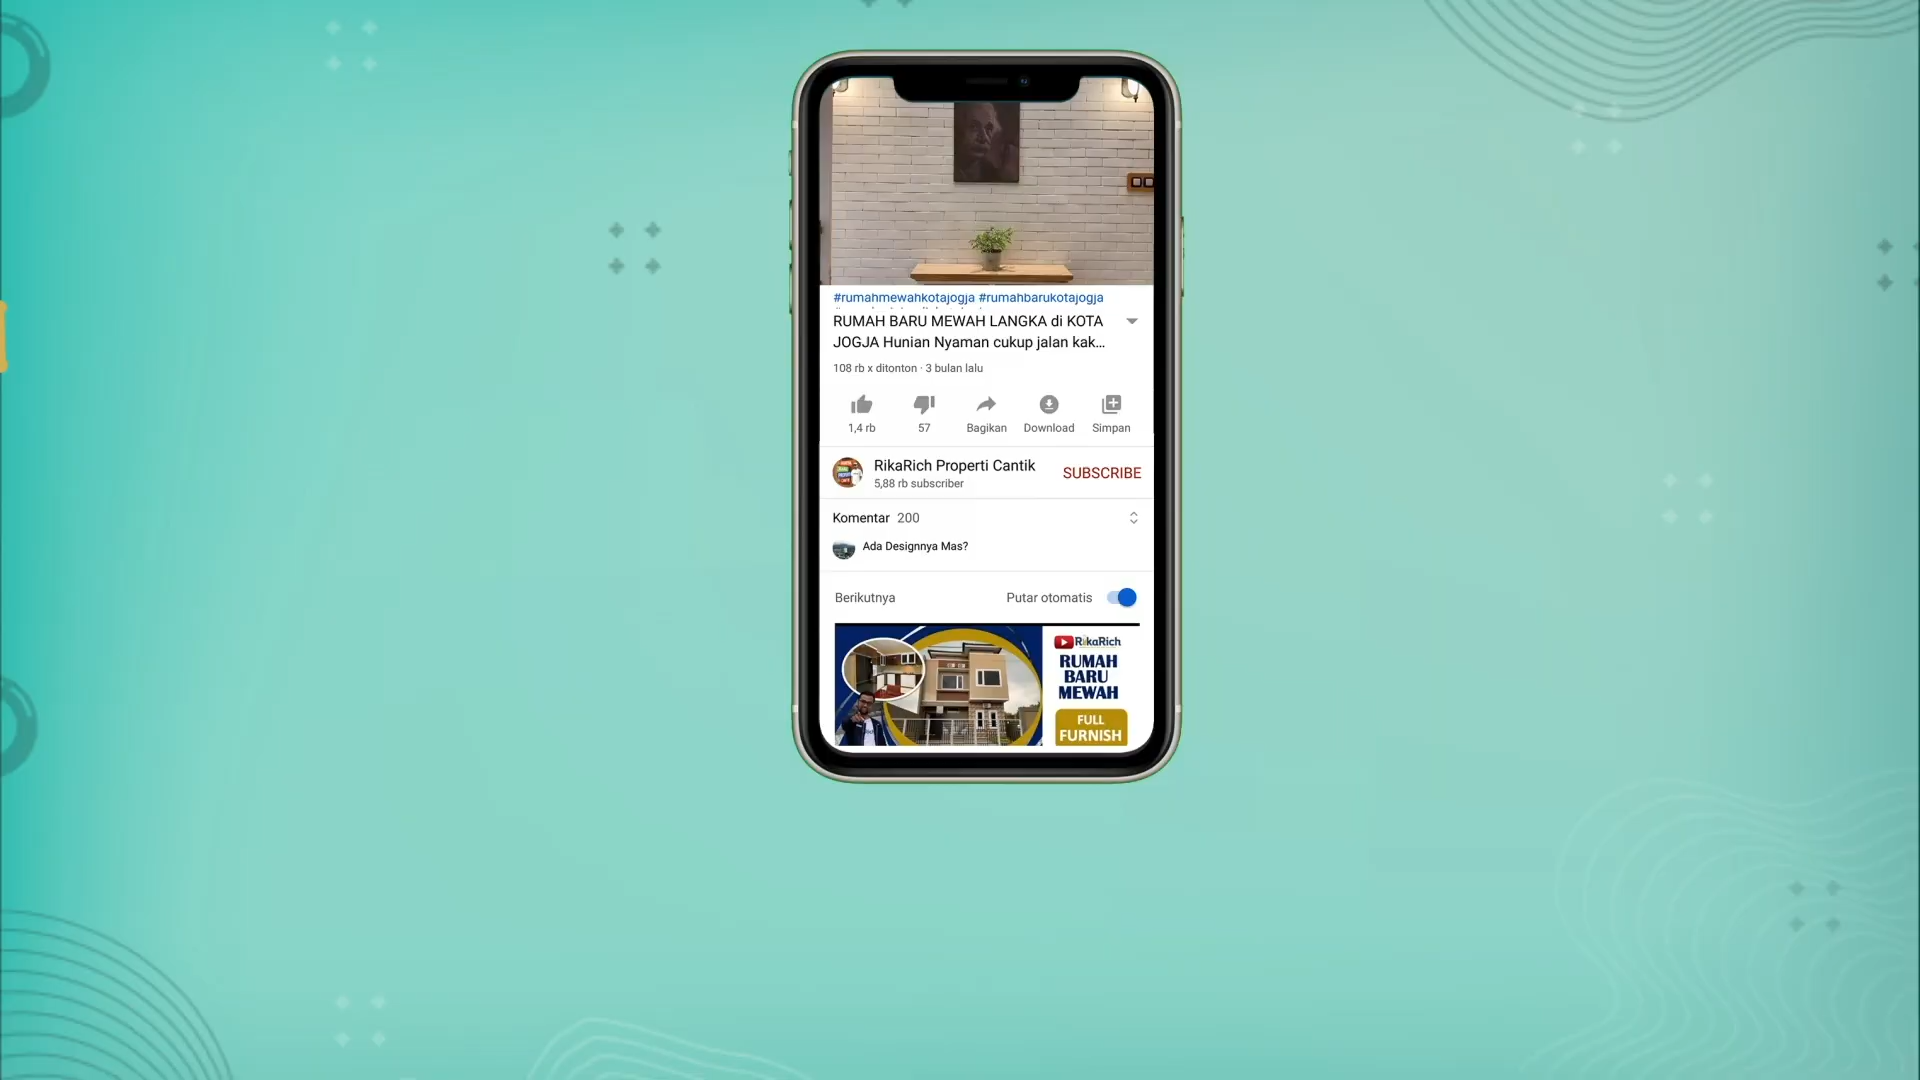 #rumahmewahkotajogja #rumahbarukotajogja
RUMAH BARU MEWAH LANGKA di KOTA
JOGJA Hunian Nyaman cukup jalan kak...
108 rb x ditonton · 3 bulan lalu
1,4 rb
57
Bagikan
Download
Simpan
RikaRich Properti Cantik
SUBSCRIBE
5,88 rb subscriber
Komentar 200
Ada Designnya Mas?
Berikutnya
Putar otomatis
RikaRich
RUMAH
BARU
MEWAH
FULL
FURNISH